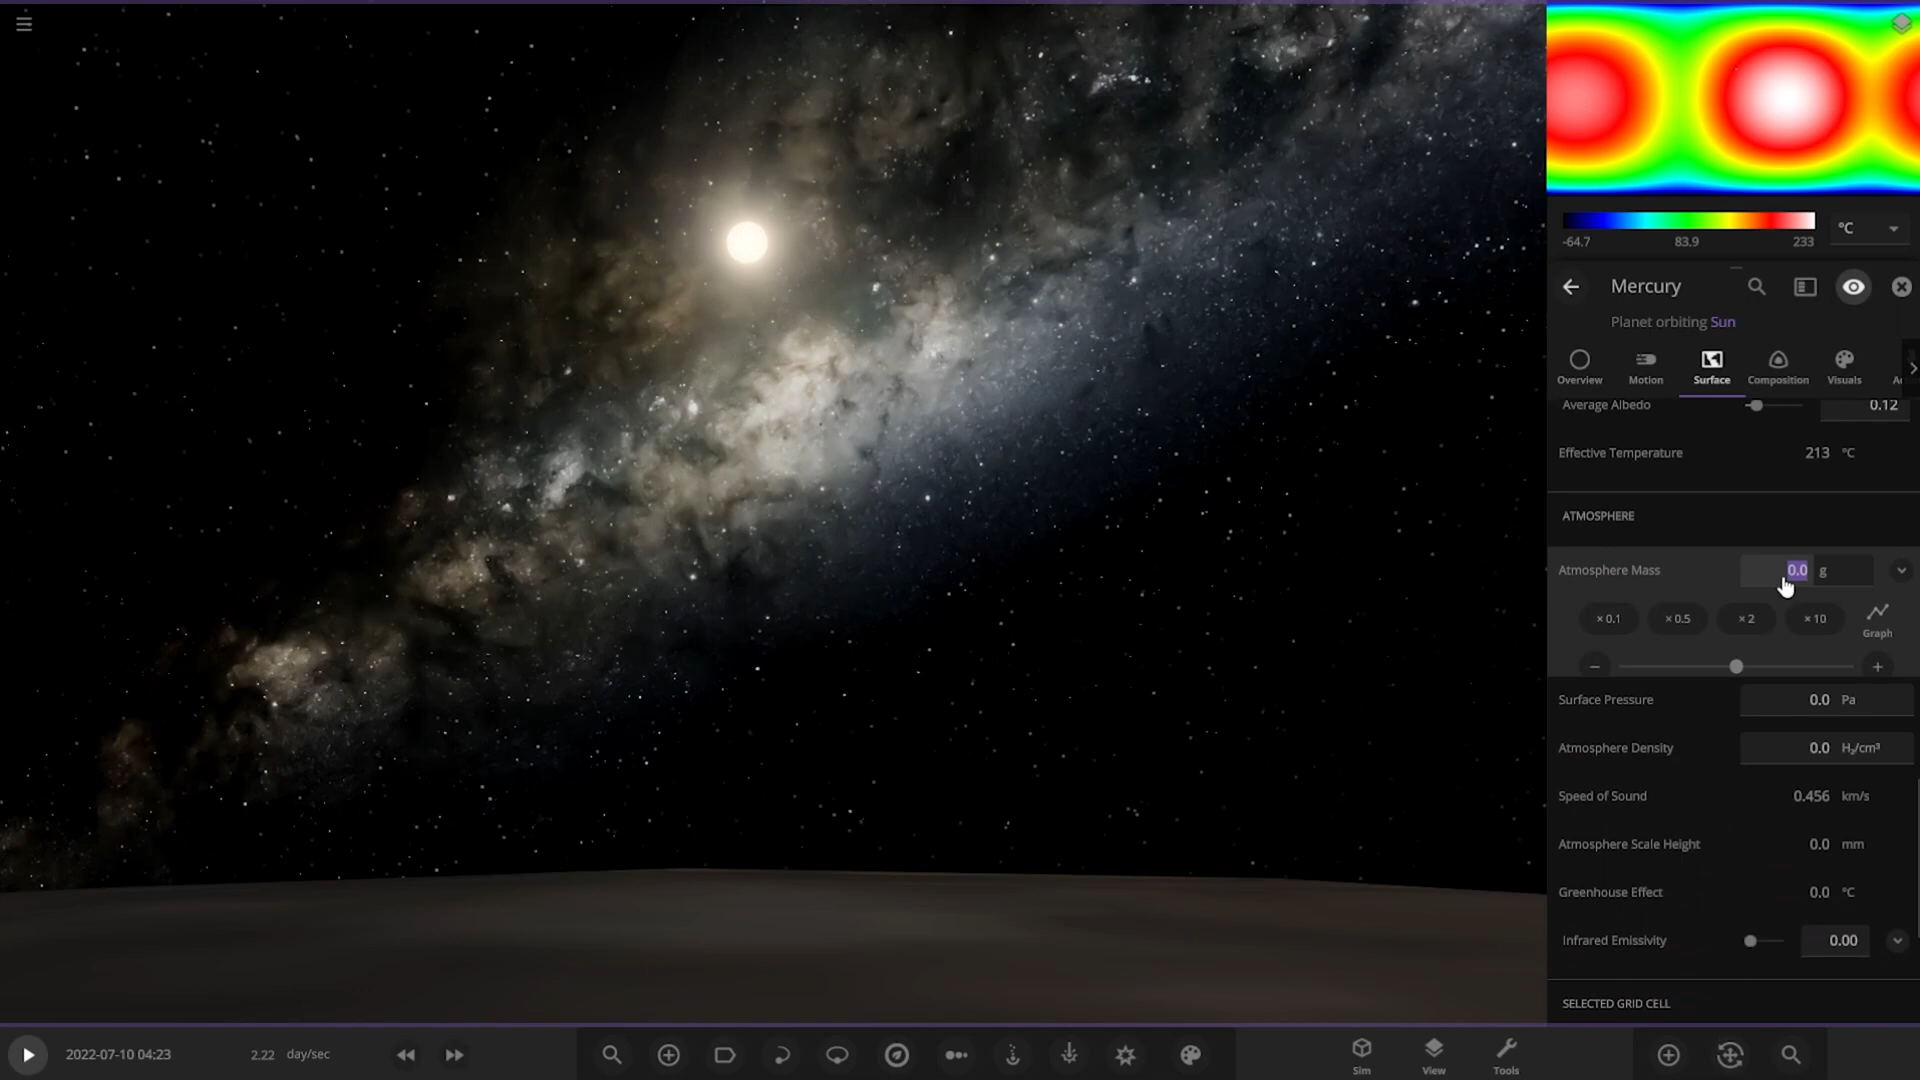 -64.7 83.9 233 °C
Mercury
Planet orbiting Sun
Overview Motion Surface Composition Visuals
Average Albedo 0.12
Effective Temperature 213 °C
ATMOSPHERE
Atmosphere Mass 0.0 g
× 0.1 × 0.5 × 2 × 10 Graph
Surface Pressure 0.0 Pa
Atmosphere Density 0.0 H₂/cm³
Speed of Sound 0.456 km/s
Atmosphere Scale Height 0.0 mm
Greenhouse Effect 0.0 °C
Infrared Emissivity 0.00
SELECTED GRID CELL
2022-07-10 04:23 2.22 day/sec
Sim View Tools